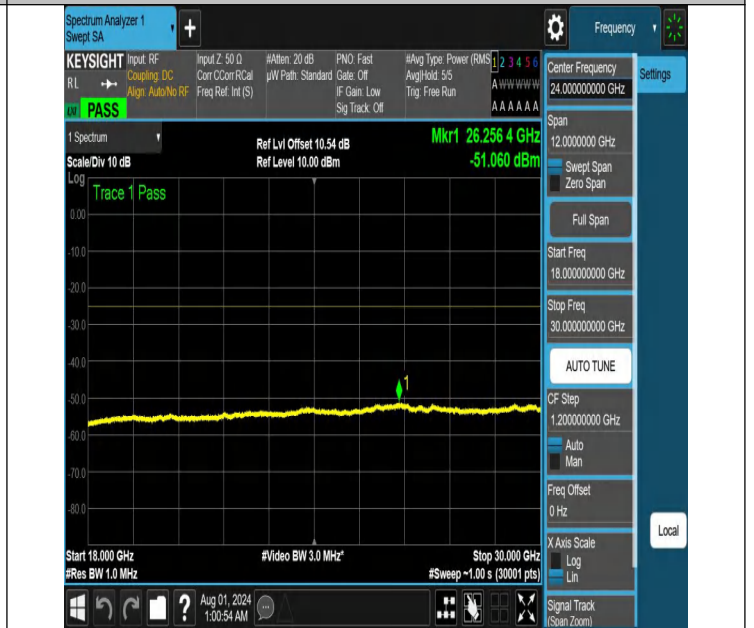 Spectrum Analyzer 1
Swept SA
+
Frequency
KEYSIGHT
RL
PASS
Input: RF
Coupling: DC
Align: Auto/No RF
Input Z: 50 Ω
Corr CCorr RCal
Freq Ref: Int (S)
#Atten: 20 dB
µW Path: Standard
PNO: Fast
Gate: Off
IF Gain: Low
Sig Track: Off
#Avg Type: Power (RMS
Avg|Hold: 5/5
Trig: Free Run
1 2 3 4 5 6
A W W W W W
A A A A A A
1 Spectrum
Scale/Div 10 dB
Ref Lvl Offset 10.54 dB
Ref Level 10.00 dBm
Mkr1 26.256 4 GHz
-51.060 dBm
Log
Trace 1 Pass
0.00
-10.0
-20.0
-30.0
-40.0
-50.0
-60.0
-70.0
-80.0
1
Start 18.000 GHz
#Res BW 1.0 MHz
#Video BW 3.0 MHz*
Stop 30.000 GHz
#Sweep ~1.00 s (30001 pts)
Center Frequency
24.000000000 GHz
Settings
Span
12.0000000 GHz
Swept Span
Zero Span
Full Span
Start Freq
18.000000000 GHz
Stop Freq
30.000000000 GHz
AUTO TUNE
CF Step
1.200000000 GHz
Auto
Man
Freq Offset
0 Hz
X Axis Scale
Log
Lin
Local
Signal Track
(Span Zoom)
?
Aug 01, 2024
1:00:54 AM